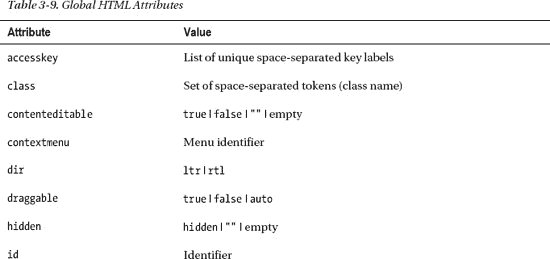 Table 3-9. Global HTML Attributes
Attribute Value
accesskey List of unique space-separated key labels
class Set of space-separated tokens (class name)
contenteditable true|false|""|empty
contextmenu Menu identifier
dir ltr|rtl
draggable true|false|auto
hidden hidden|""|empty
id Identifier